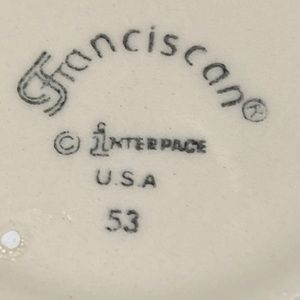 Franciscan®
© iNTERPACE
U.S.A
53